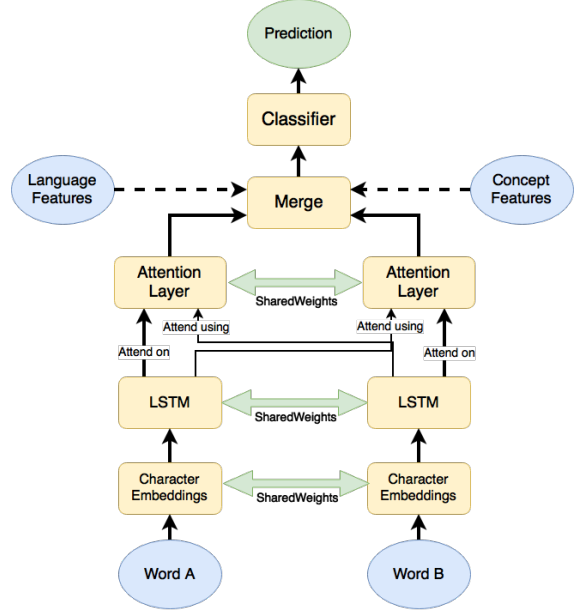 Prediction
Classifier
Language
Features
Concept
Features
Merge
Attention
Layer
SharedWeights
Attention
Layer
Attend using
Attend using
Attend on
Attend on
LSTM
SharedWeights
LSTM
Character
Embeddings
SharedWeights
Character
Embeddings
Word A
Word B